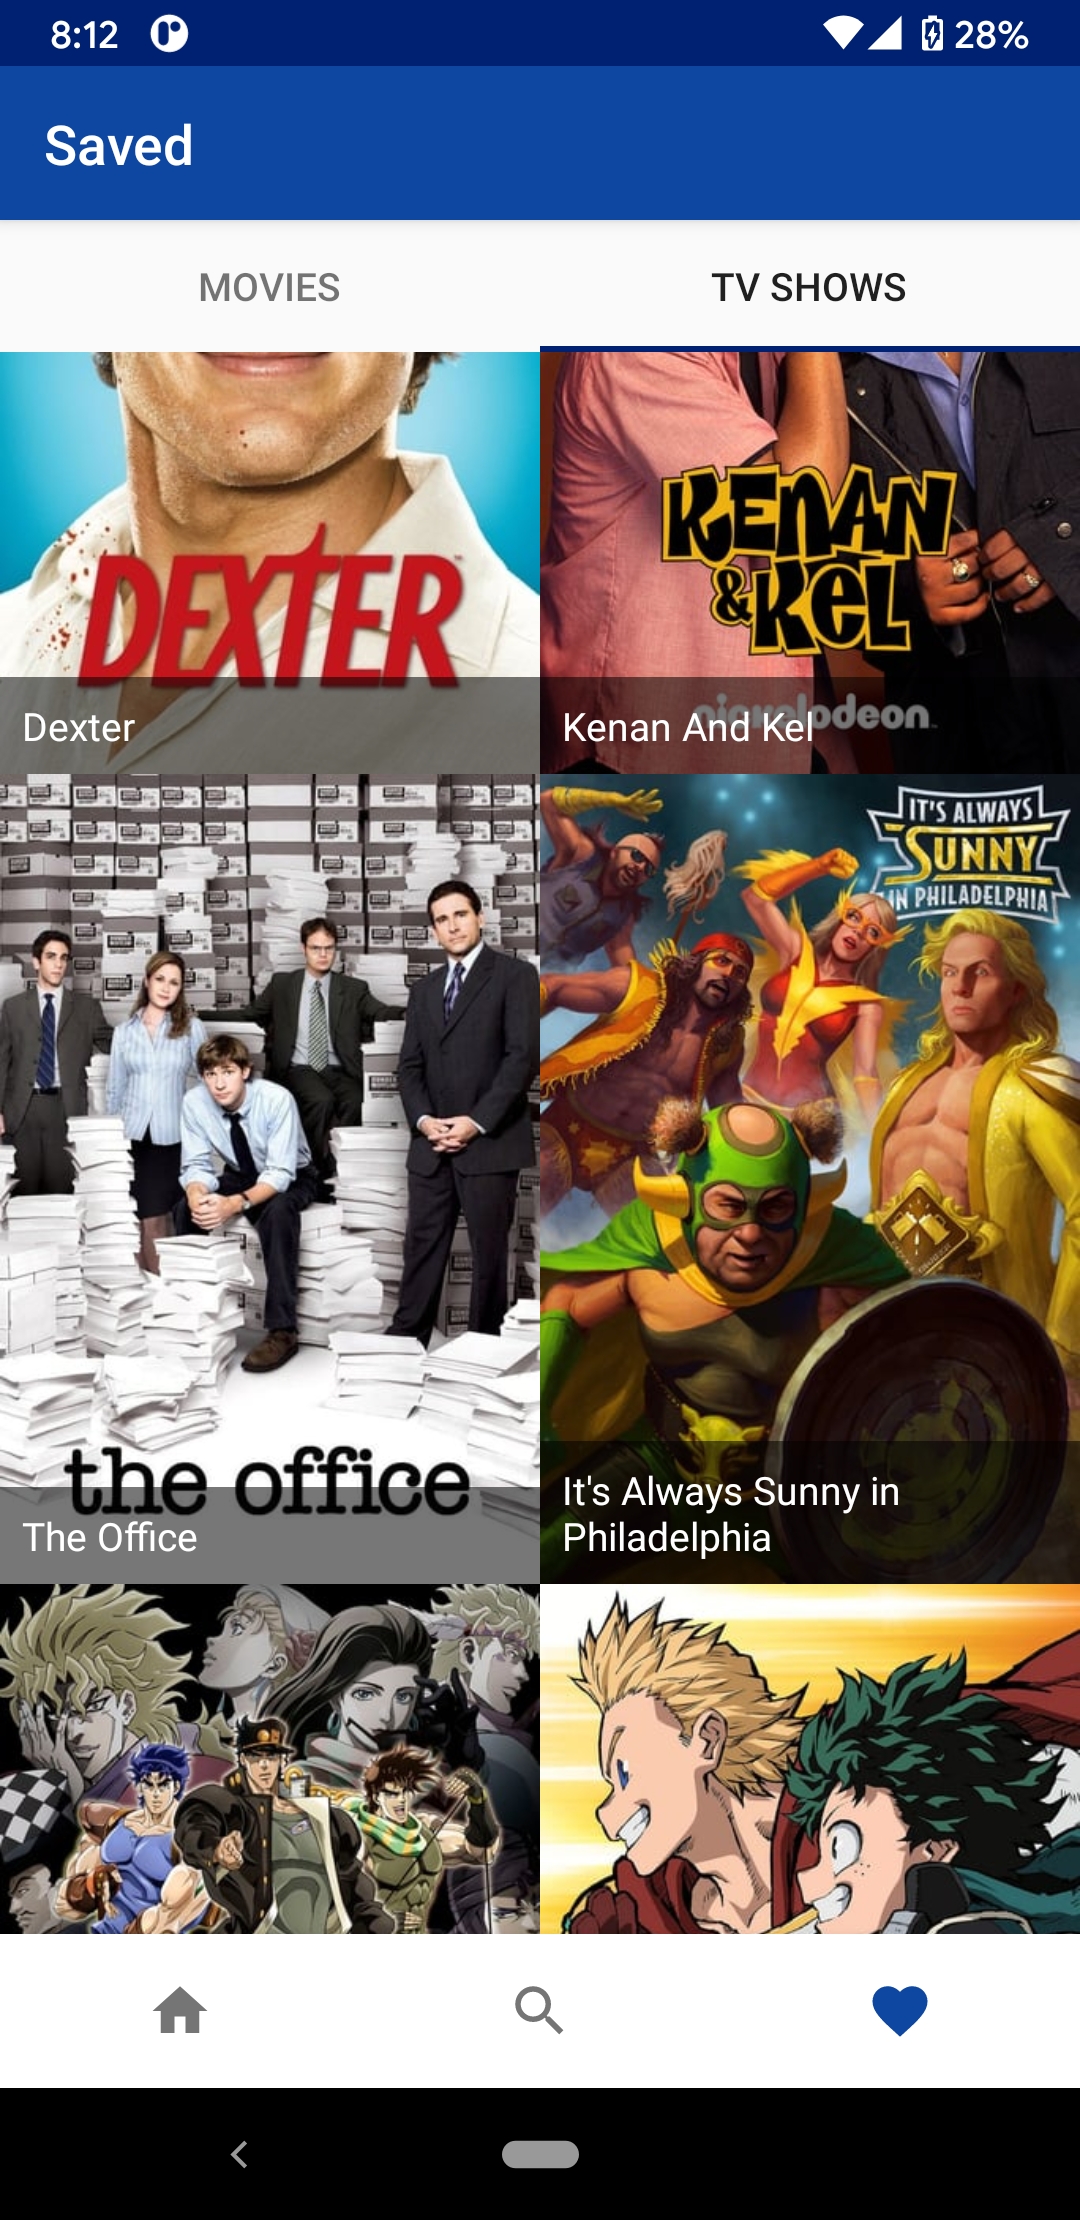 8:12
28%
Saved
MOVIES
TV SHOWS
DEXTER
Dexter
KENAN
& KEL
nickelodeon
Kenan And Kel
the office
The Office
IT'S ALWAYS
SUNNY
IN PHILADELPHIA
It's Always Sunny in
Philadelphia